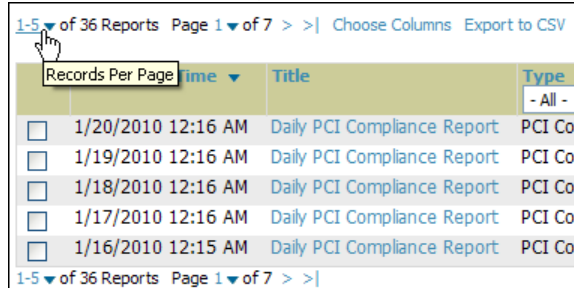 1-5 of 36 Reports Page 1 of 7 > >| Choose Columns Export to CSV
Records Per Page
Time Title Type
- All -
1/20/2010 12:16 AM Daily PCI Compliance Report PCI Co
1/19/2010 12:16 AM Daily PCI Compliance Report PCI Co
1/18/2010 12:16 AM Daily PCI Compliance Report PCI Co
1/17/2010 12:16 AM Daily PCI Compliance Report PCI Co
1/16/2010 12:15 AM Daily PCI Compliance Report PCI Co
1-5 of 36 Reports Page 1 of 7 > >|